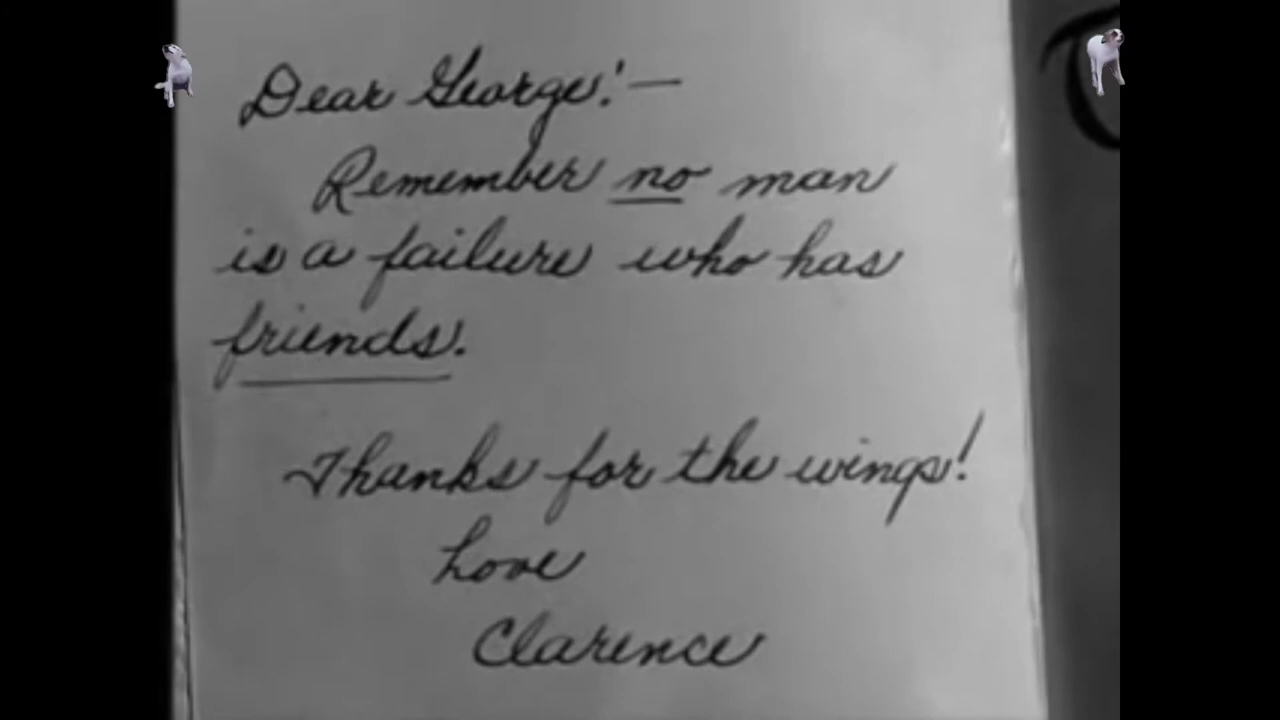 Dear George:—
Remember no man
is a failure who has
friends.
Thanks for the wings!
Love
Clarence